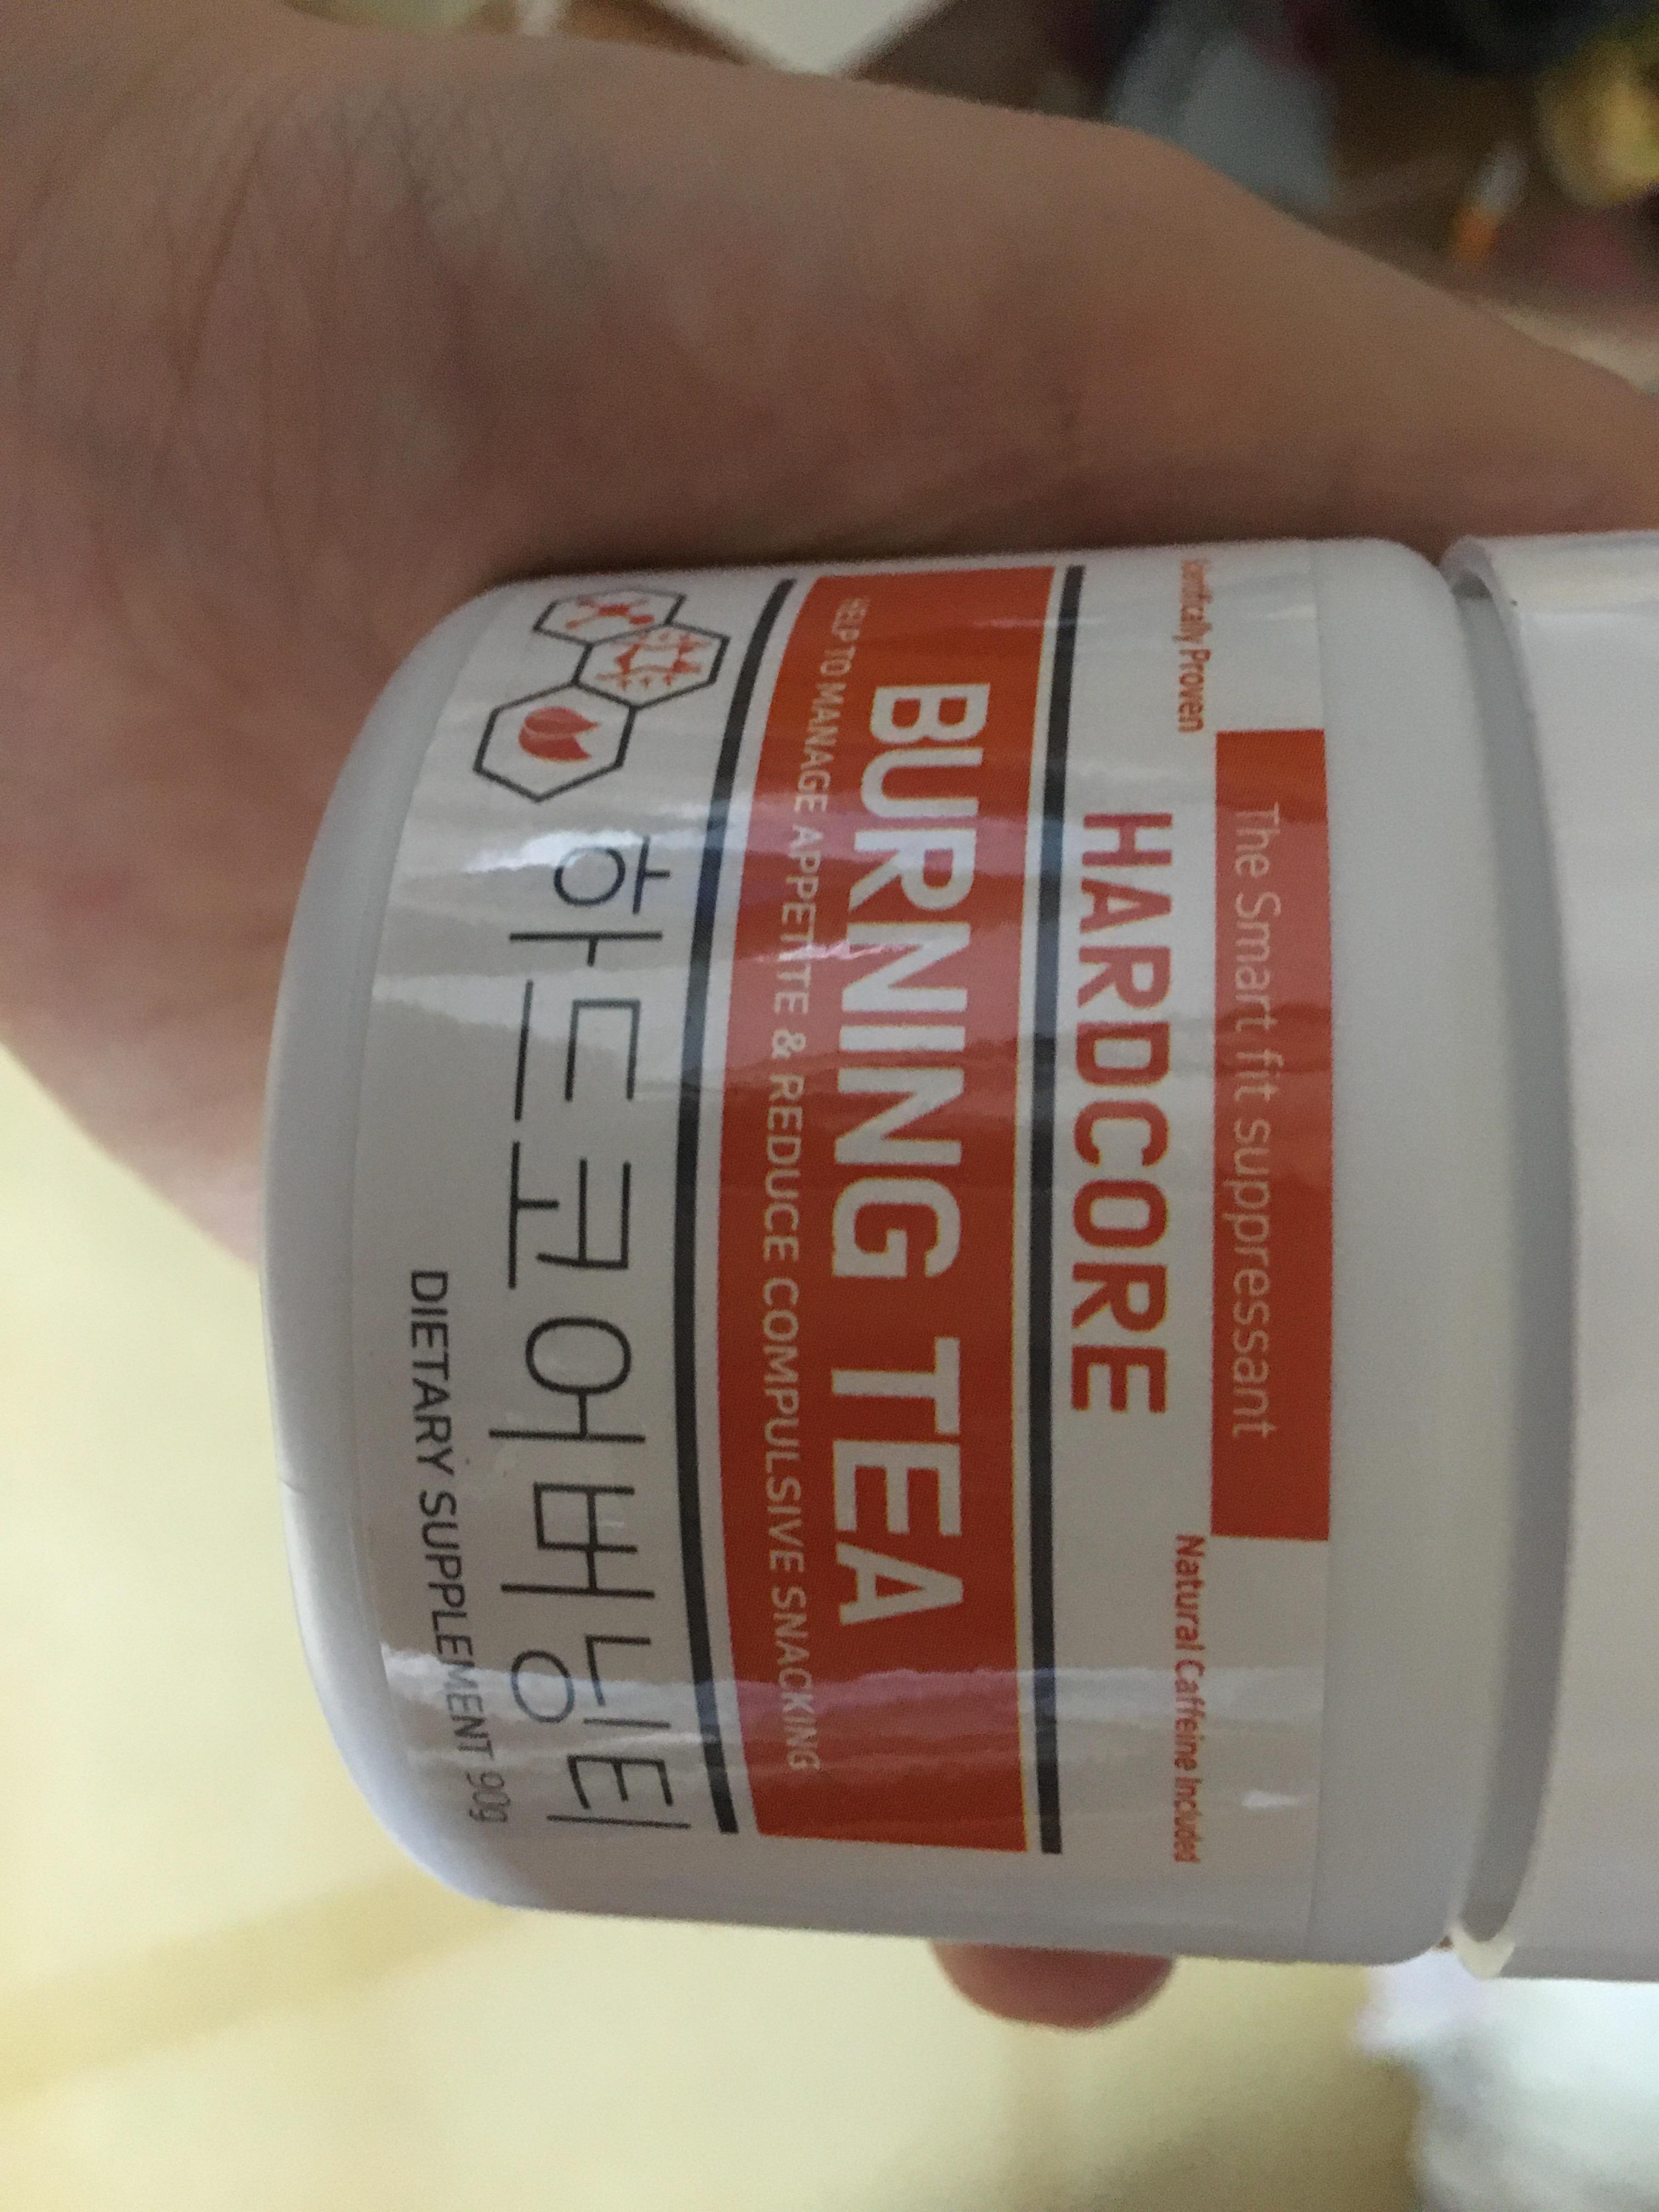 The Smart fit suppressant
Proven
Natural Caffeine Included
HARDCORE
BURNING TEA
HELP TO MANAGE APPETITE & REDUCE COMPULSIVE SNACKING
하드코어버닝티
DIETARY SUPPLEMENT 90g